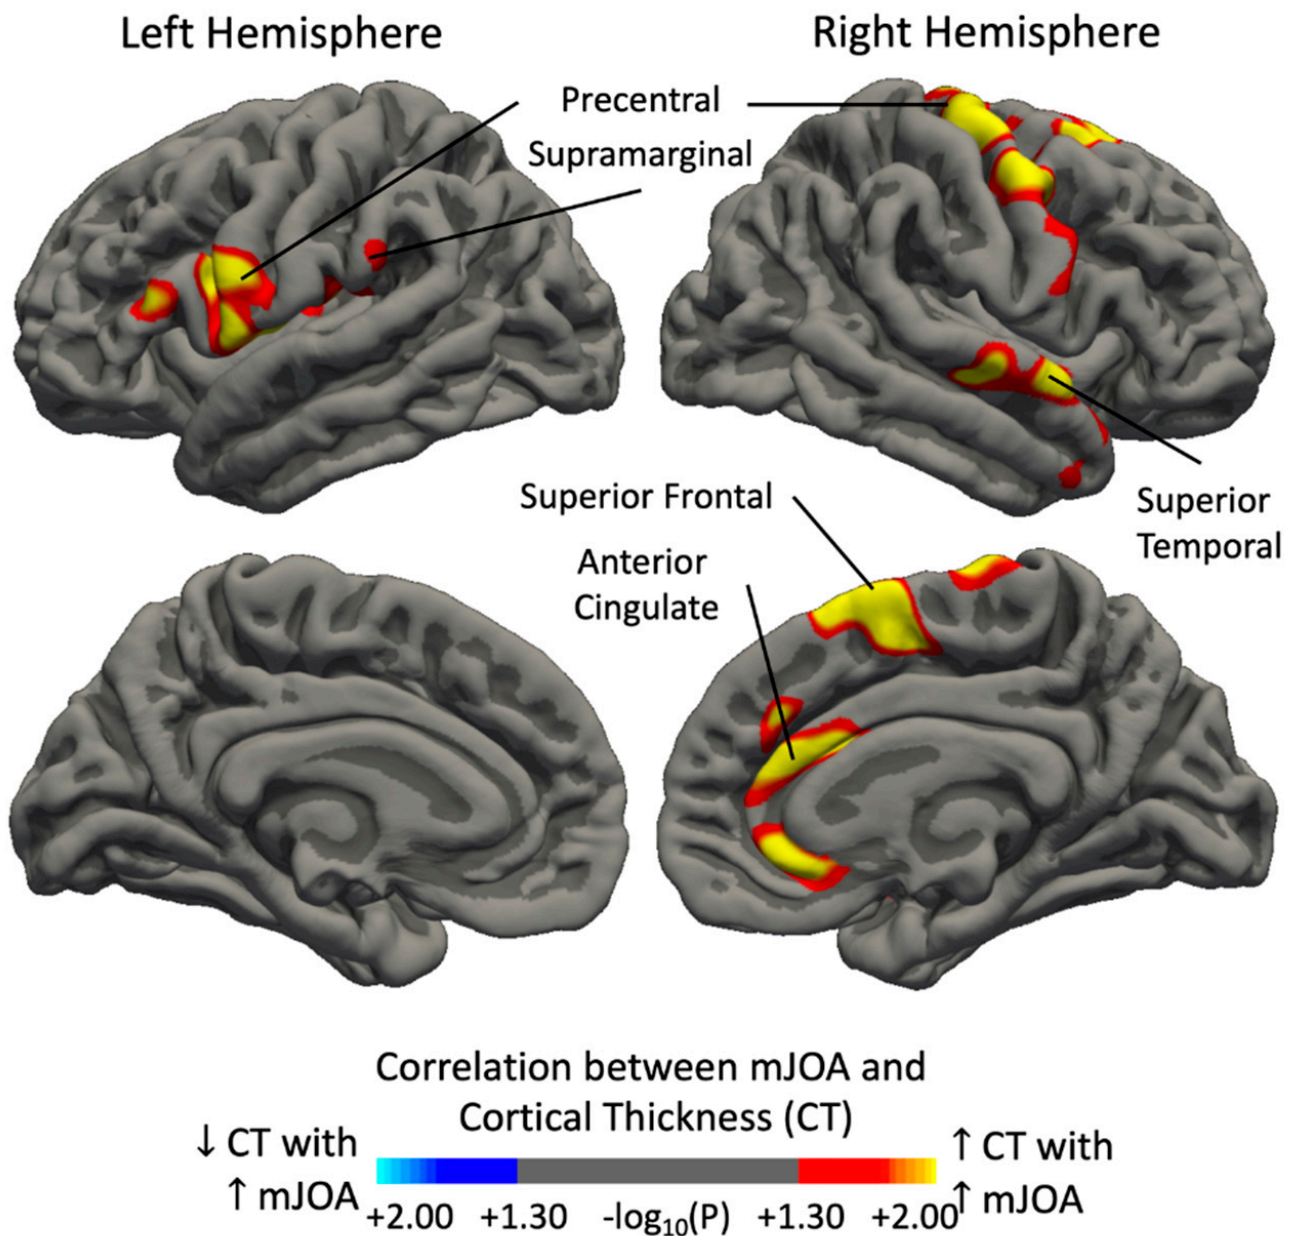 Left Hemisphere
Right Hemisphere
Precentral
Supramarginal
Superior Frontal
Anterior
Cingulate
Superior
Temporal
Correlation between mJOA and
Cortical Thickness (CT)
↓ CT with
↑ mJOA
↑ CT with
↑ mJOA
+2.00 +1.30 -log₁₀(P) +1.30 +2.00